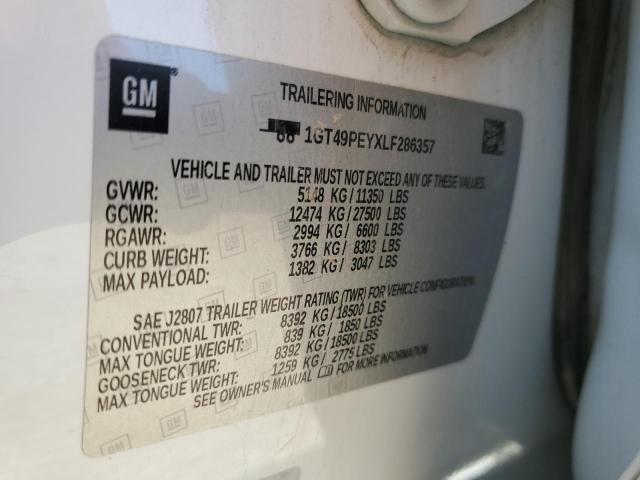 GM
TRAILERING INFORMATION
1GT49PEYXLF286357
VEHICLE AND TRAILER MUST NOT EXCEED ANY OF THESE VALUES.
GVWR: 5148 KG / 11350 LBS
GCWR: 12474 KG / 27500 LBS
RGAWR: 2994 KG / 6600 LBS
CURB WEIGHT: 3766 KG / 8303 LBS
MAX PAYLOAD: 1382 KG / 3047 LBS
SAE J2807 TRAILER WEIGHT RATING (TWR) FOR VEHICLE CONFIGURATION.
CONVENTIONAL TWR: 8392 KG / 18500 LBS
MAX TONGUE WEIGHT: 839 KG / 1850 LBS
GOOSENECK TWR: 8392 KG / 18500 LBS
MAX TONGUE WEIGHT: 1259 KG / 2775 LBS
SEE OWNER'S MANUAL FOR MORE INFORMATION